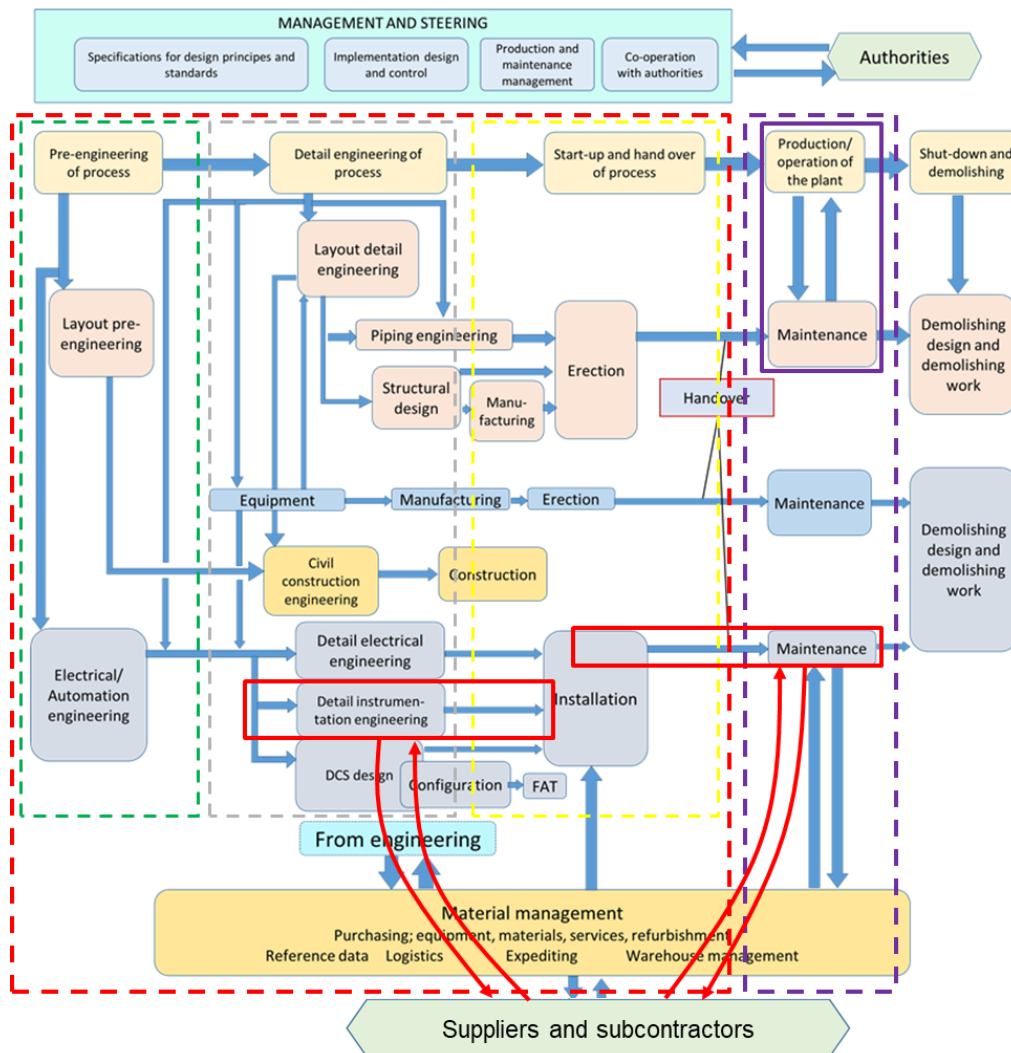 MANAGEMENT AND STEERING
Specifications for design principes and
standards
Implementation design
and control
Production and
maintenance
management
Co-operation
with authorities
Authorities
Pre-engineering
of process
Detail engineering of
process
Start-up and hand over
of process
Production/
operation of
the plant
Shut-down and
demolishing
Layout detail
engineering
Layout pre-
engineering
Piping engineering
Structural
design
Manu-
facturing
Erection
Maintenance
Demolishing
design and
demolishing
work
Handover
Equipment
Manufacturing
Erection
Maintenance
Demolishing
design and
demolishing
work
Civil
construction
engineering
Construction
Electrical/
Automation
engineering
Detail electrical
engineering
Detail instrumen-
tation engineering
DCS design
Configuration
FAT
Installation
Maintenance
From engineering
Material management
Purchasing; equipment, materials, services, refurbishment
Reference data Logistics Expediting Warehouse management
Suppliers and subcontractors